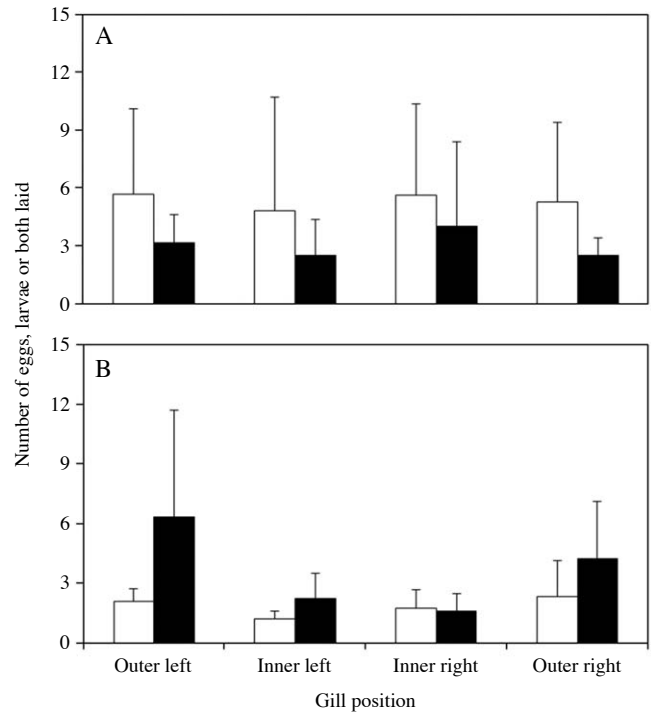 Number of eggs, larvae or both laid
A
15
12
9
6
3
0
B
15
12
9
6
3
0
Outer left Inner left Inner right Outer right
Gill position